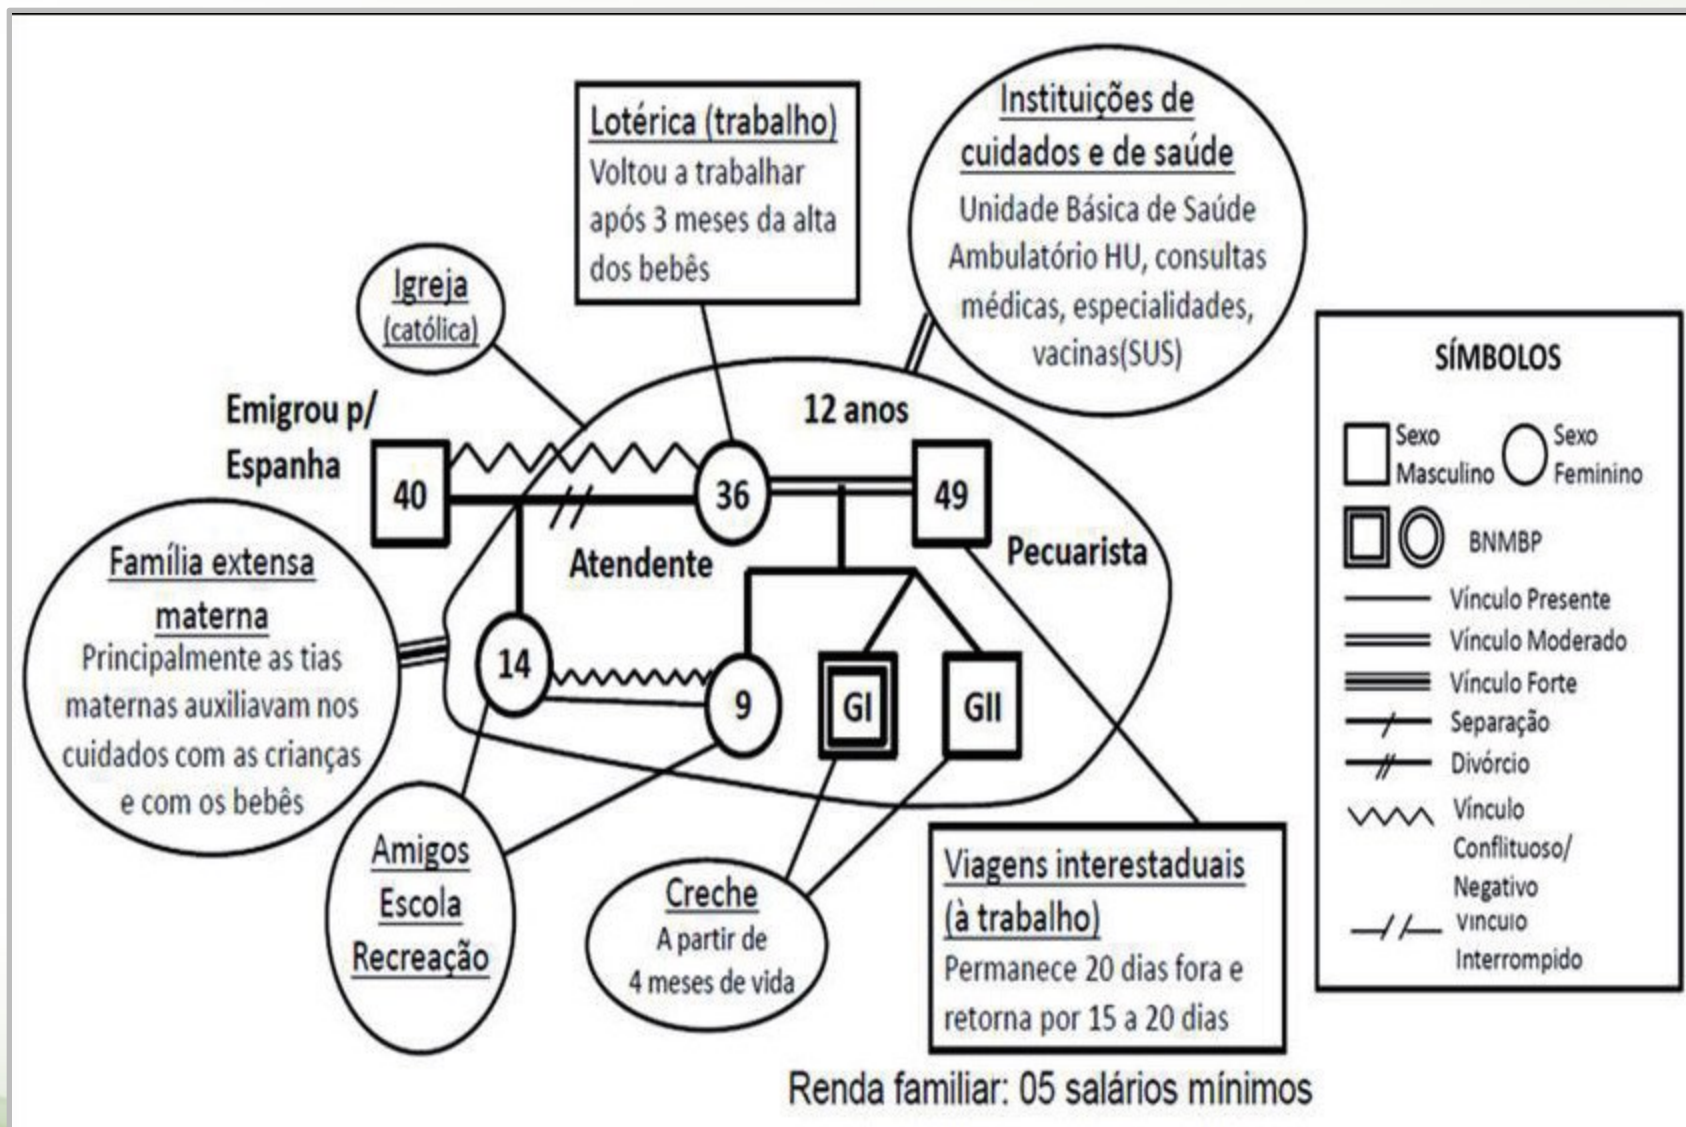 Lotérica (trabalho)
Voltou a trabalhar
após 3 meses da alta
dos bebês
Instituições de
cuidados e de saúde
Unidade Básica de Saúde
Ambulatório HU, consultas
médicas, especialidades,
vacinas(SUS)
Igreja
(católica)
Emigrou p/
Espanha
12 anos
40
36
49
Atendente
Pecuarista
Família extensa
materna
Principalmente as tias
maternas auxiliavam nos
cuidados com as crianças
e com os bebês
14
9
GI
GII
Amigos
Escola
Recreação
Creche
A partir de
4 meses de vida
Viagens interestaduais
(à trabalho)
Permanece 20 dias fora e
retorna por 15 a 20 dias
Renda familiar: 05 salários mínimos
SÍMBOLOS
Sexo
Masculino
Sexo
Feminino
BNMBP
Vínculo Presente
Vínculo Moderado
Vínculo Forte
Separação
Divórcio
Vínculo
Conflituoso/
Negativo
Vínculo
Interrompido